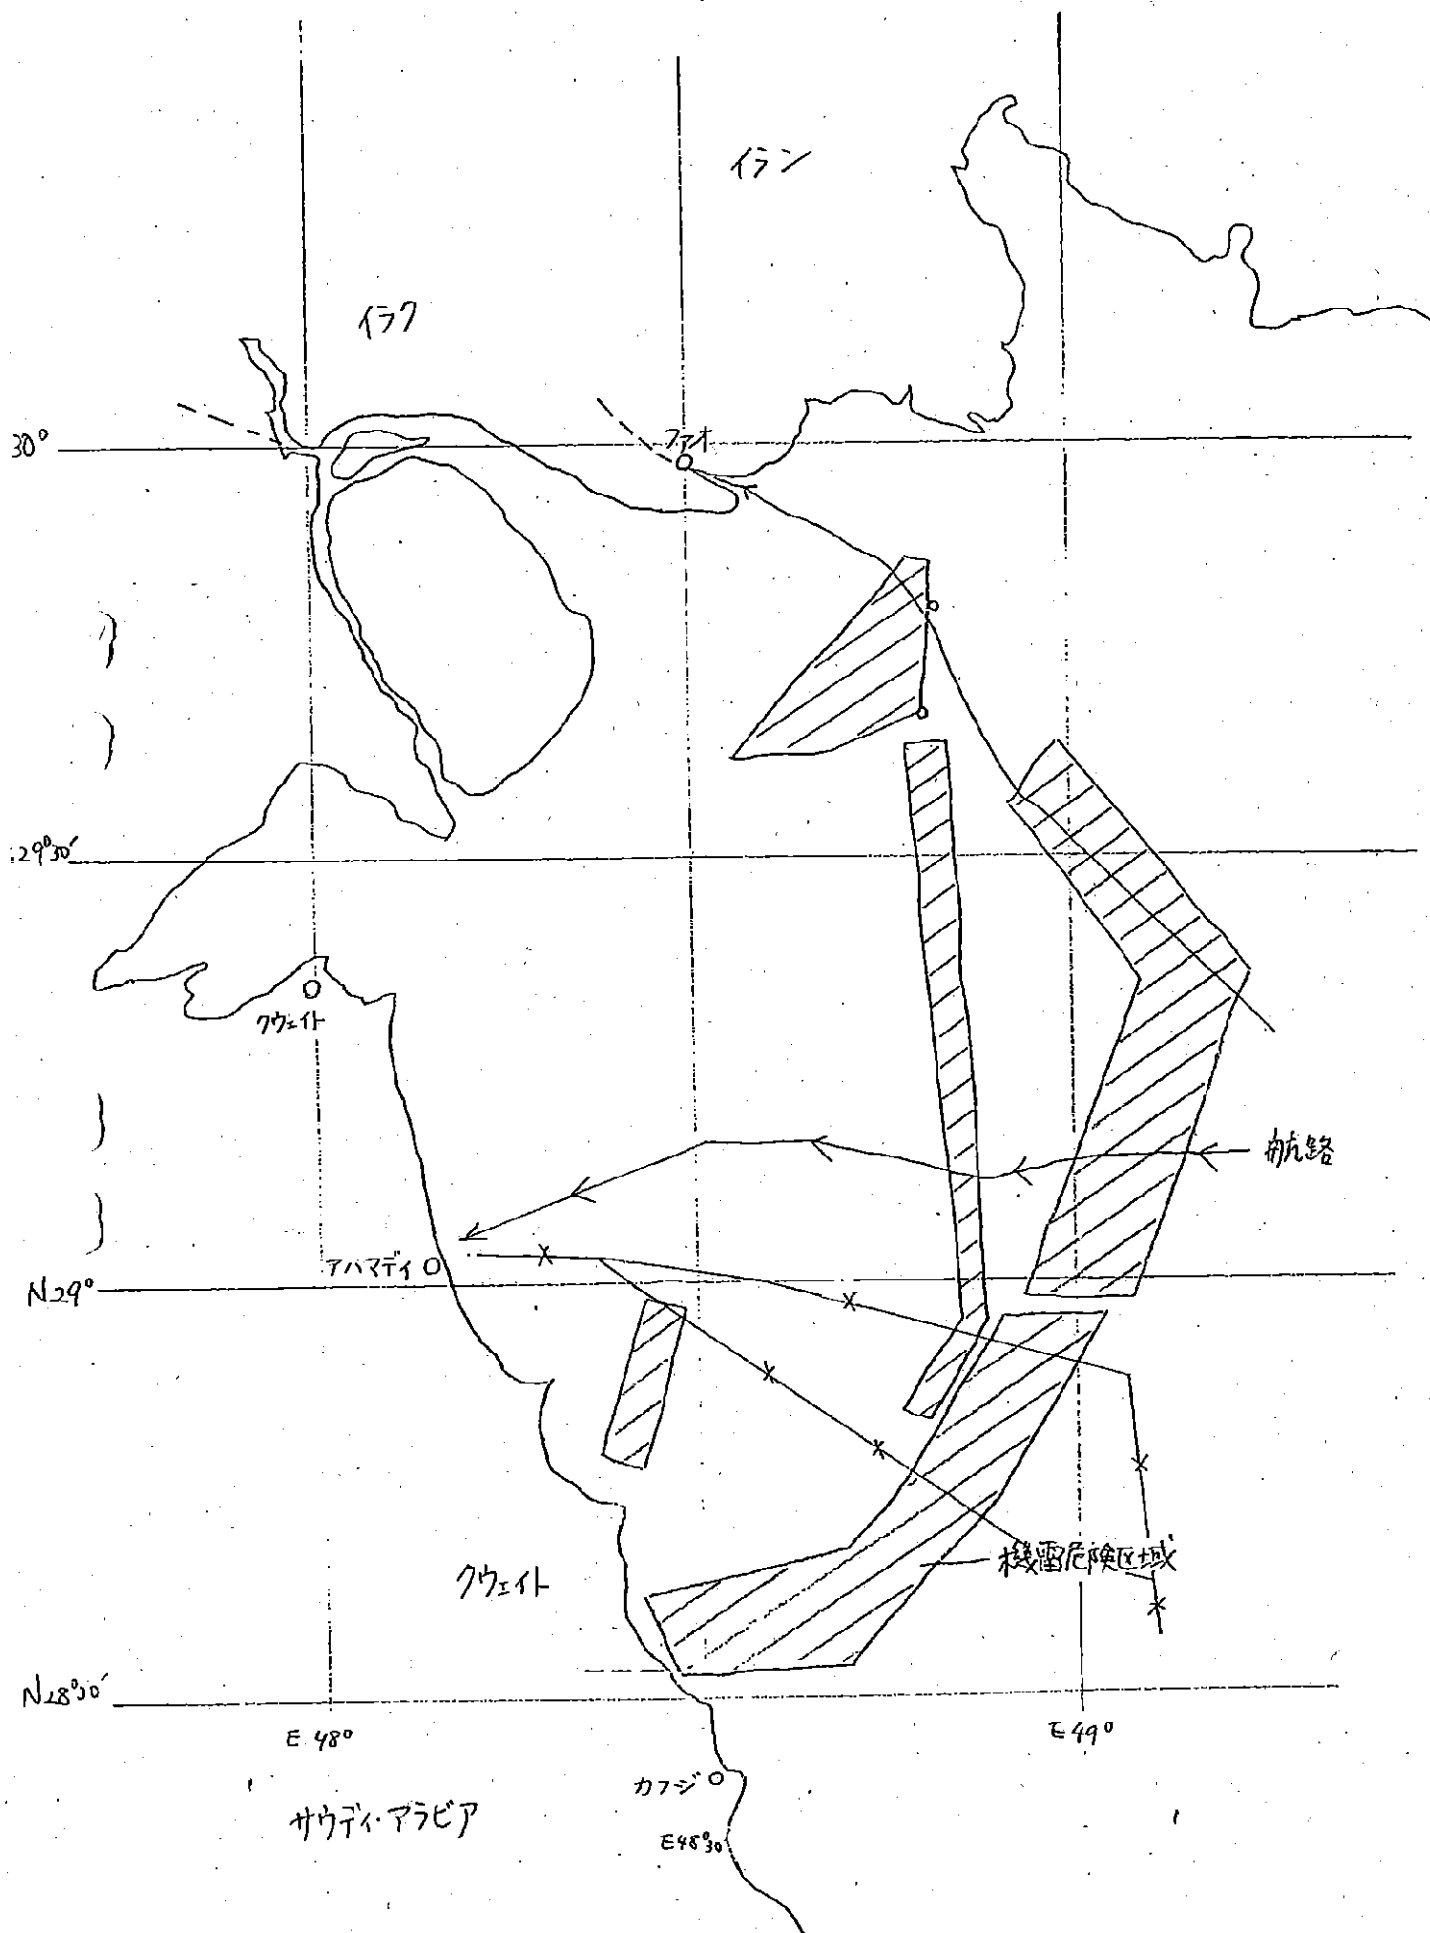 イラン
イラク
30°
ファオ
29°30′
クウェイト
航路
アハマディ
N29°
機雷危険区域
クウェイト
N28°30′
E 48°
E 49°
カフジ
サウディ・アラビア
E48°30